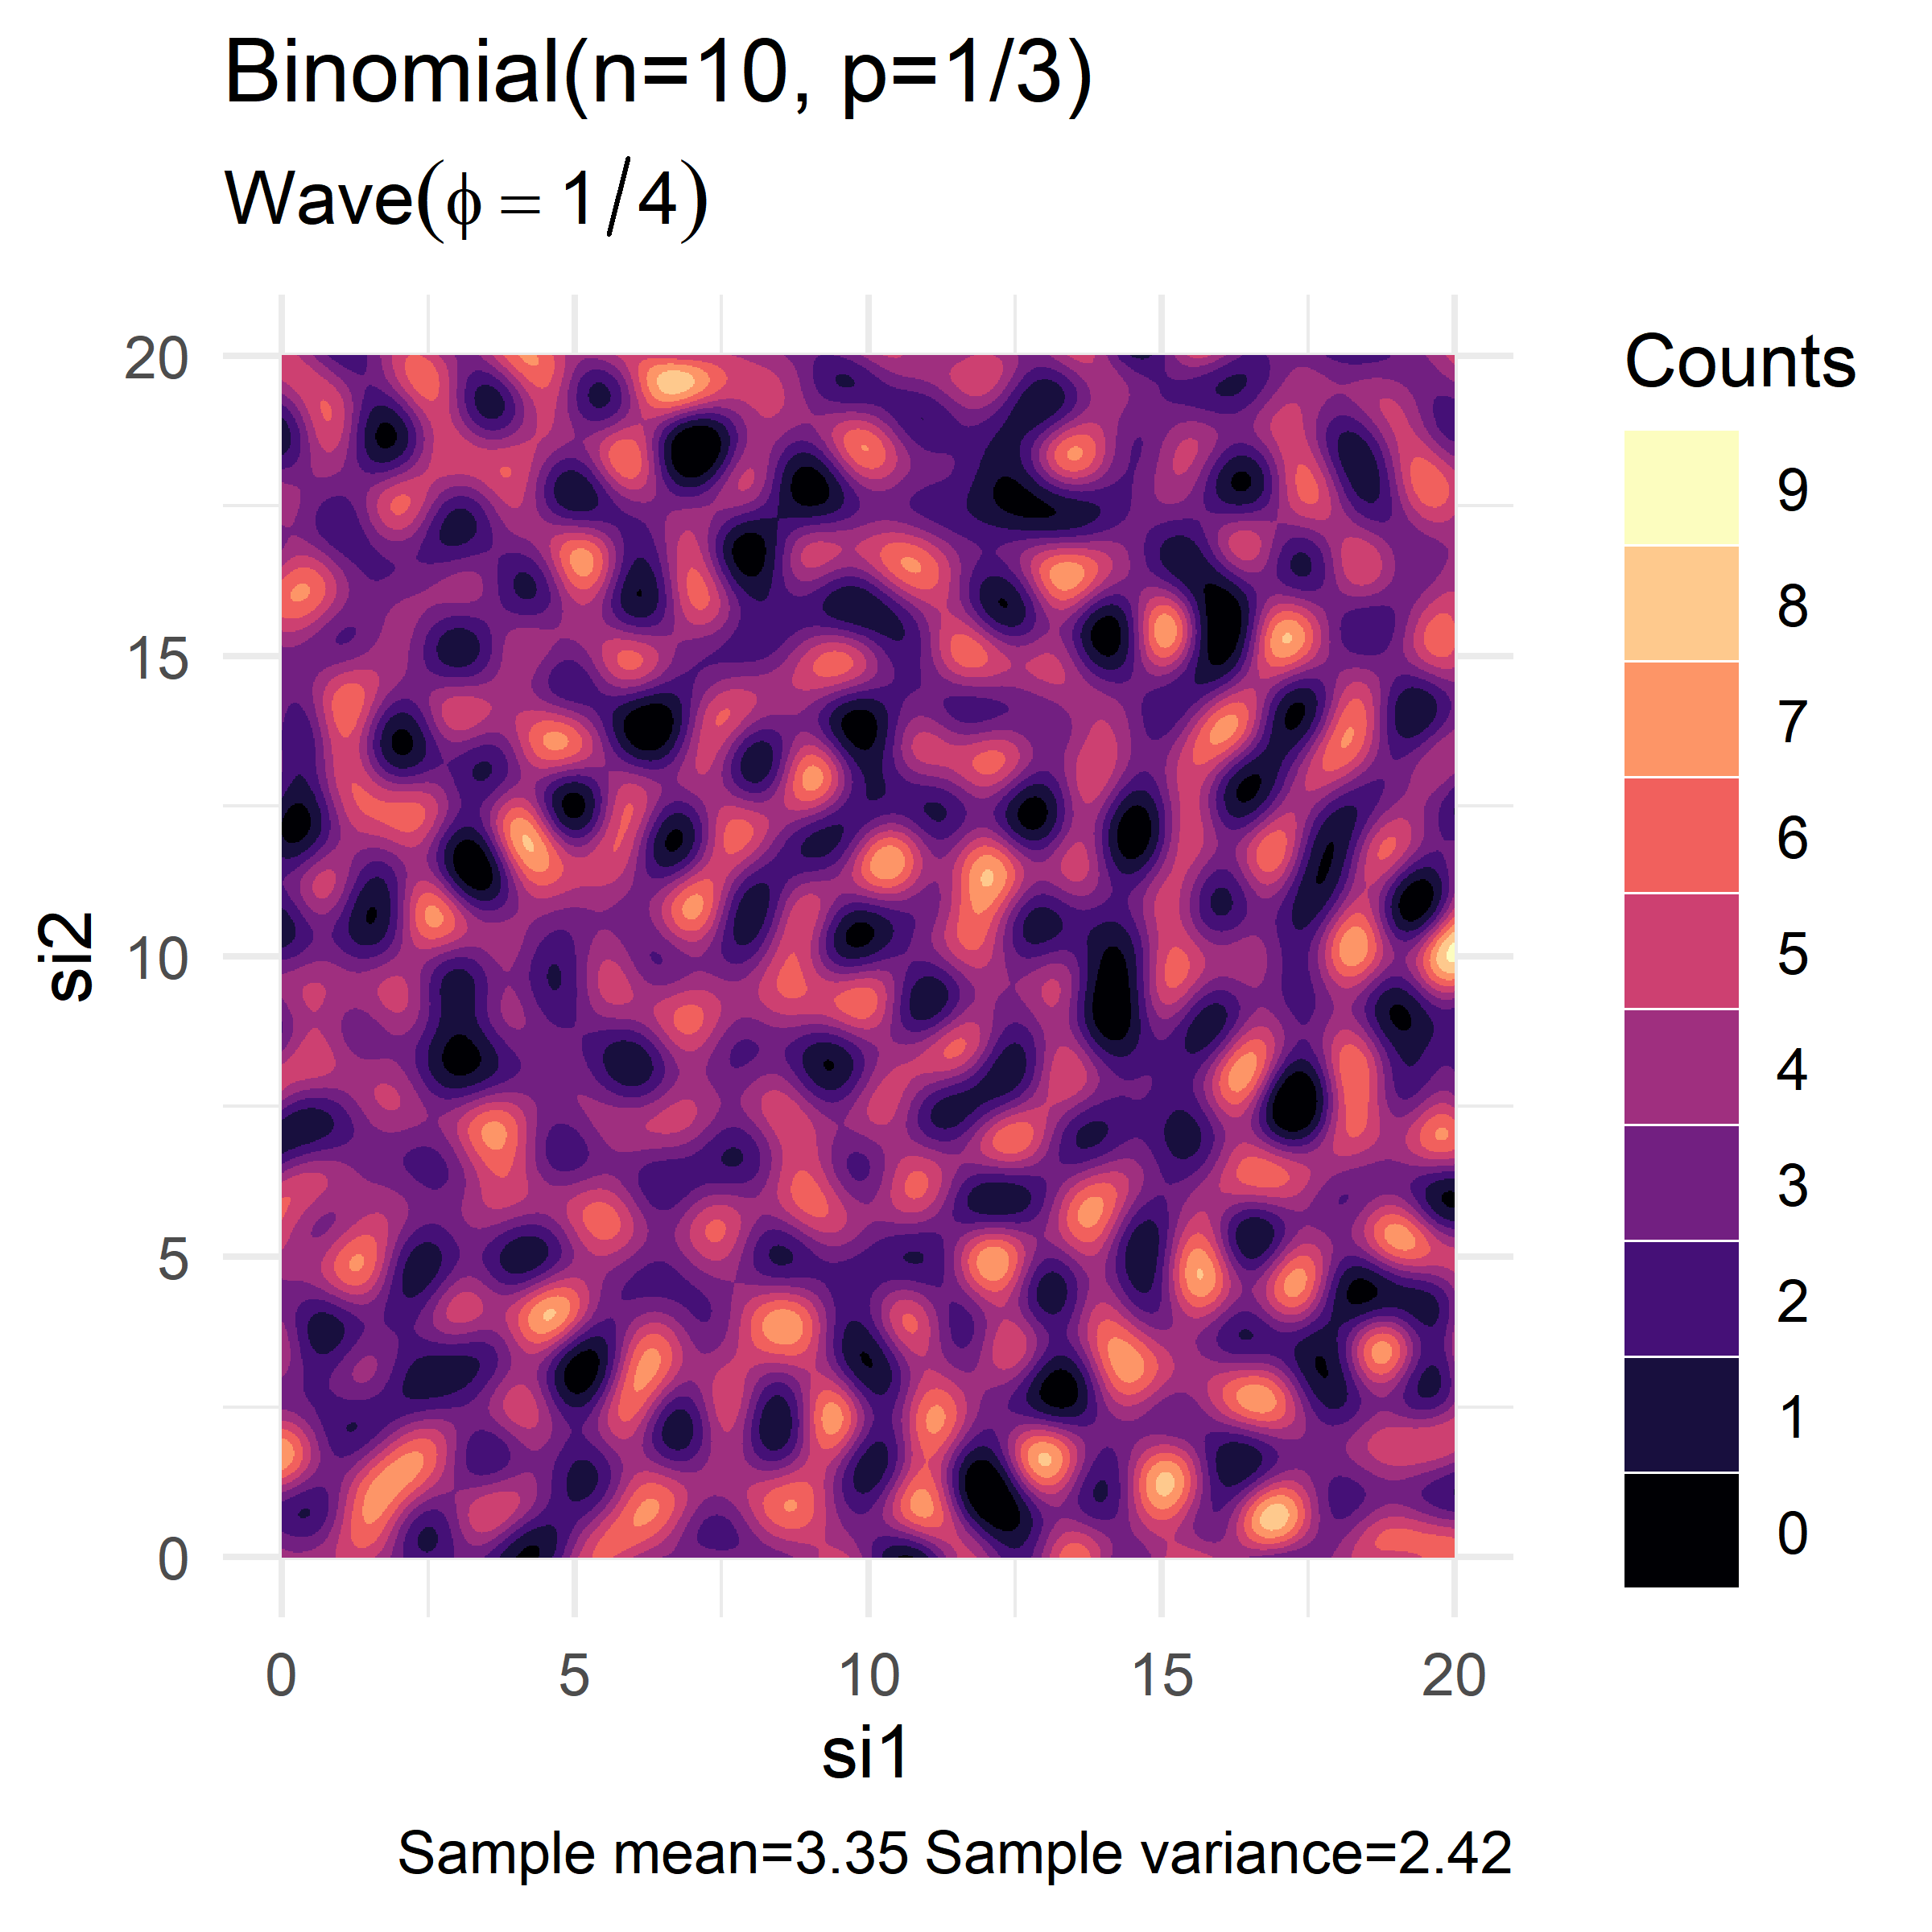 Binomial(n=10, p=1/3)
Wave(ϕ = 1/4)
20
15
10
5
0
si2
0 5 10 15 20
si1
Counts
9
8
7
6
5
4
3
2
1
0
Sample mean=3.35 Sample variance=2.42